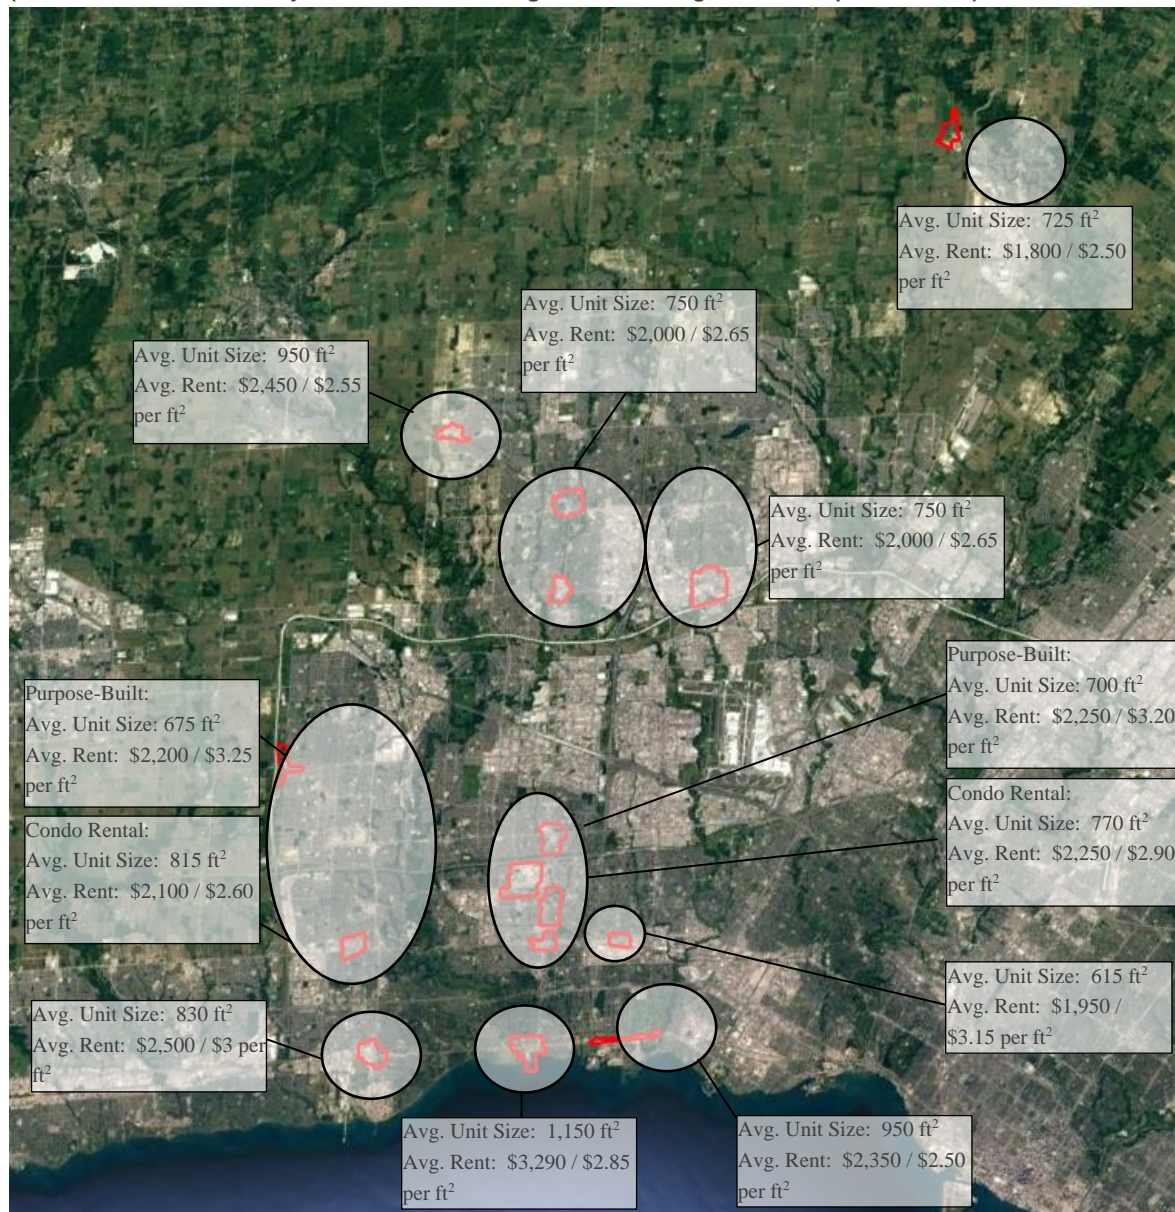 Avg. Unit Size: 725 ft²
Avg. Rent: $1,800 / $2.50
per ft²
Avg. Unit Size: 750 ft²
Avg. Rent: $2,000 / $2.65
per ft²
Avg. Unit Size: 950 ft²
Avg. Rent: $2,450 / $2.55
per ft²
Avg. Unit Size: 750 ft²
Avg. Rent: $2,000 / $2.65
per ft²
Purpose-Built:
Avg. Unit Size: 700 ft²
Avg. Rent: $2,250 / $3.20
per ft²
Purpose-Built:
Avg. Unit Size: 675 ft²
Avg. Rent: $2,200 / $3.25
per ft²
Condo Rental:
Avg. Unit Size: 770 ft²
Avg. Rent: $2,250 / $2.90
per ft²
Condo Rental:
Avg. Unit Size: 815 ft²
Avg. Rent: $2,100 / $2.60
per ft²
Avg. Unit Size: 615 ft²
Avg. Rent: $1,950 /
$3.15 per ft²
Avg. Unit Size: 830 ft²
Avg. Rent: $2,500 / $3 per
ft²
Avg. Unit Size: 1,150 ft²
Avg. Rent: $3,290 / $2.85
per ft²
Avg. Unit Size: 950 ft²
Avg. Rent: $2,350 / $2.50
per ft²